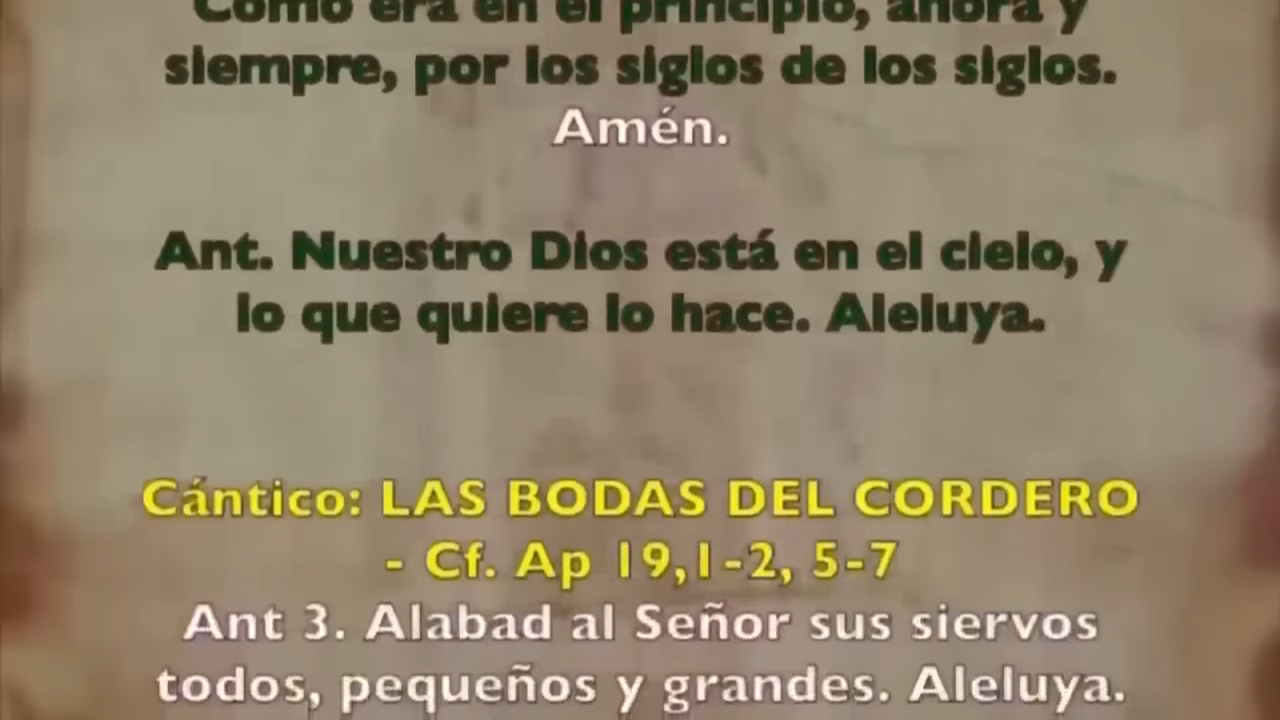 Como era en el principio, ahora y
siempre, por los siglos de los siglos.
Amén.
Ant. Nuestro Dios está en el cielo, y
lo que quiere lo hace. Aleluya.
Cántico: LAS BODAS DEL CORDERO
- Cf. Ap 19,1-2, 5-7
Ant 3. Alabad al Señor sus siervos
todos, pequeños y grandes. Aleluya.